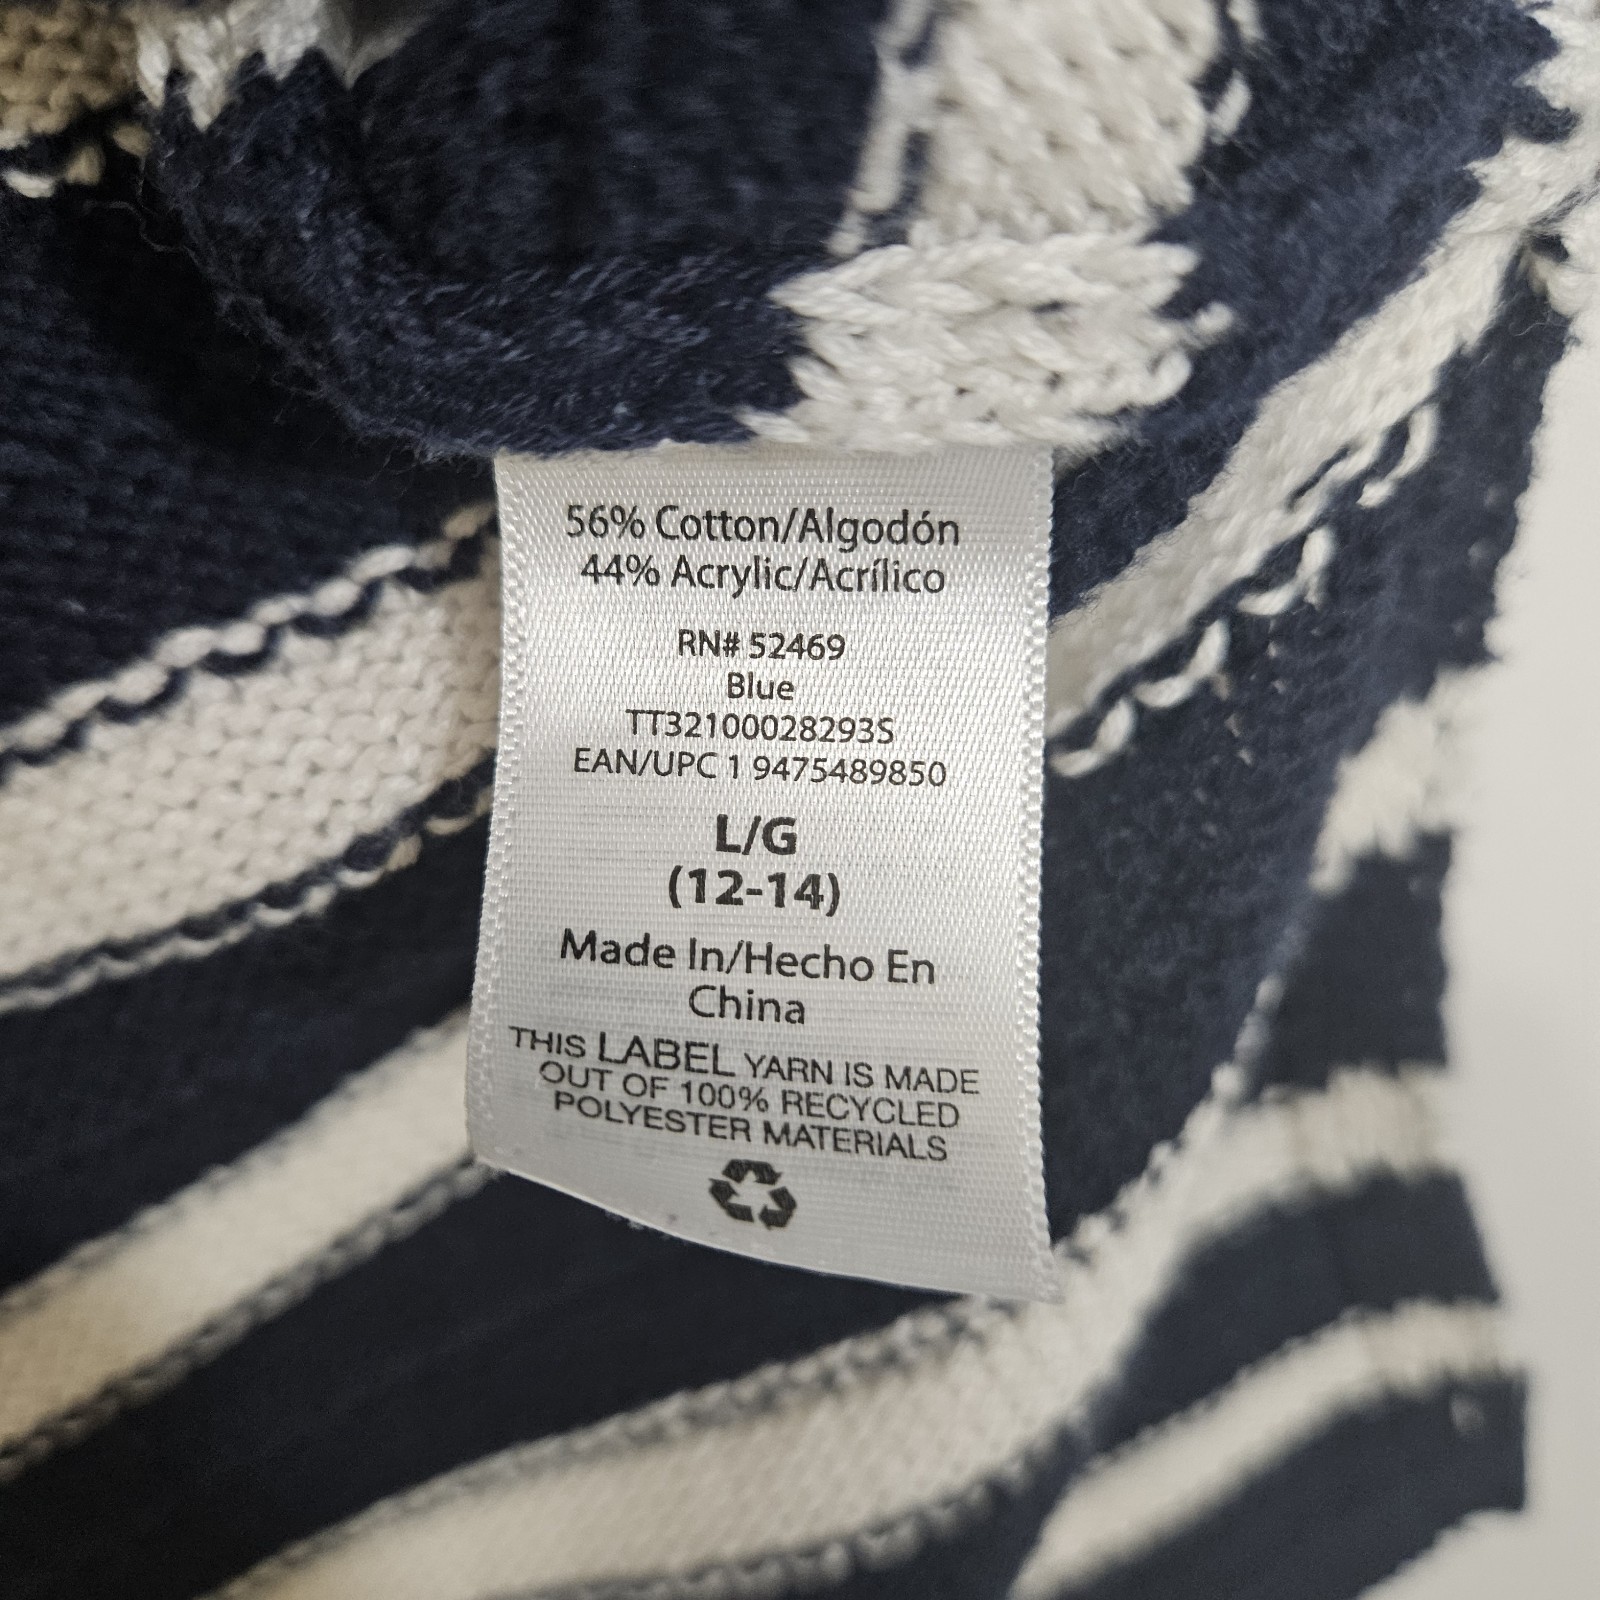 56% Cotton/Algodón
44% Acrylic/Acrílico
RN# 52469
Blue
TT32100028293S
EAN/UPC 1 9475489850
L/G
(12-14)
Made In/Hecho En
China
THIS LABEL YARN IS MADE
OUT OF 100% RECYCLED
POLYESTER MATERIALS